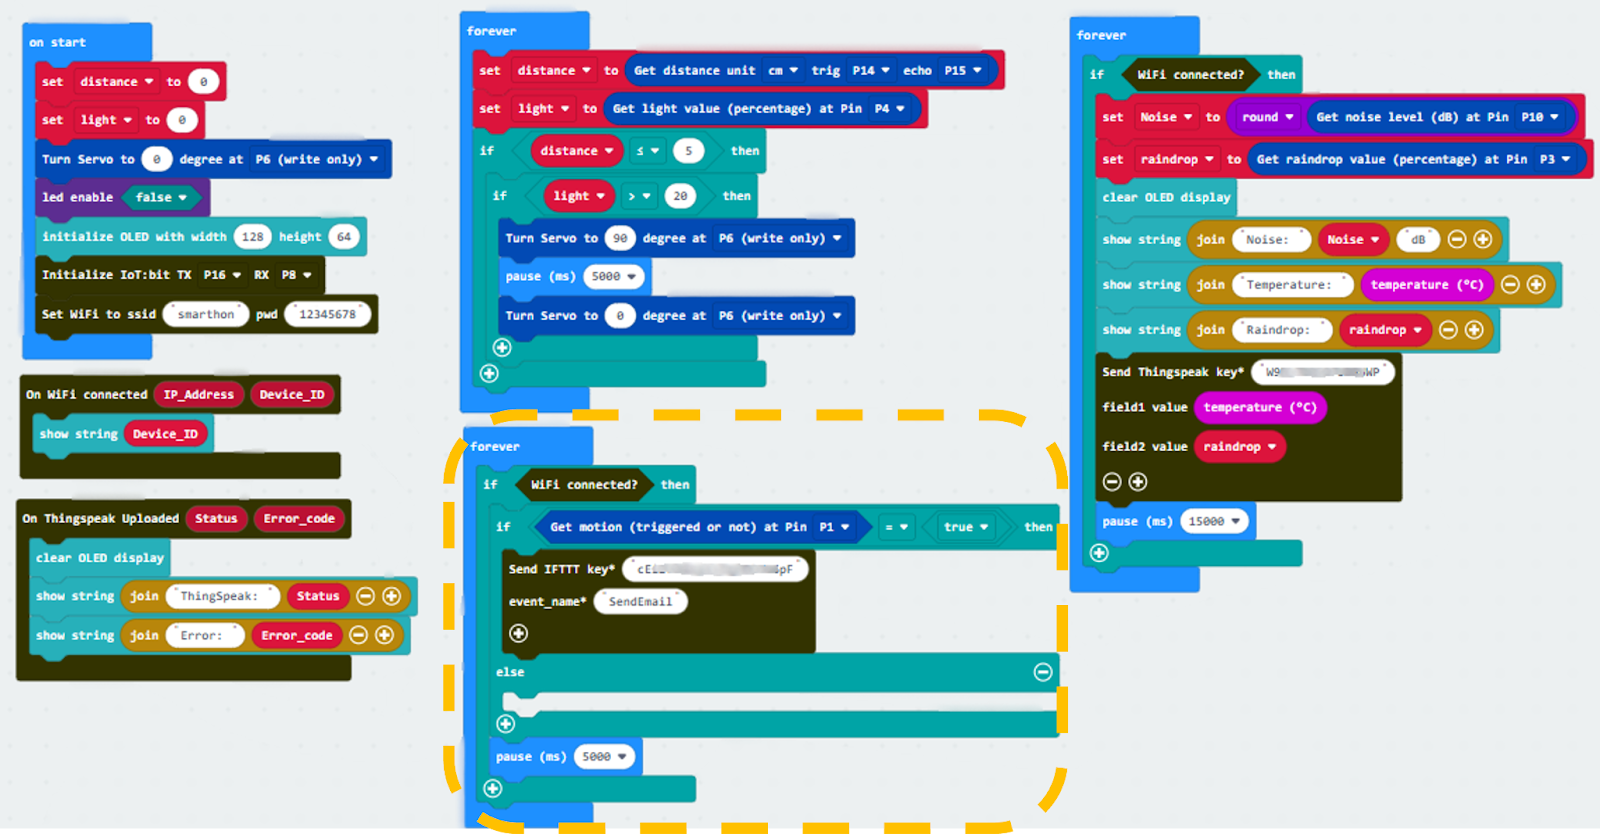 on start
set distance to 0
set light to 0
Turn Servo to 0 degree at P6 (write only)
led enable false
initialize OLED with width 128 height 64
Initialize IoT:bit TX P16 RX P8
Set WiFi to ssid "smarthon" pwd "12345678"
On WiFi connected IP_Address Device_ID
show string Device_ID
On Thingspeak Uploaded Status Error_code
clear OLED display
show string join "ThingSpeak: " Status
show string join "Error: " Error_code
forever
set distance to Get distance unit cm trig P14 echo P15
set light to Get light value (percentage) at Pin P4
if distance ≤ 5 then
if light > 20 then
Turn Servo to 90 degree at P6 (write only)
pause (ms) 5000
Turn Servo to 0 degree at P6 (write only)
forever
if WiFi connected? then
if Get motion (triggered or not) at Pin P1 = true then
Send IFTTT key*
event_name* "SendEmail"
else
pause (ms) 5000
forever
if WiFi connected? then
set Noise to round Get noise level (dB) at Pin P10
set raindrop to Get raindrop value (percentage) at Pin P3
clear OLED display
show string join "Noise: " Noise "dB"
show string join "Temperature: " temperature (°C)
show string join "Raindrop: " raindrop
Send Thingspeak key*
field1 value temperature (°C)
field2 value raindrop
pause (ms) 15000